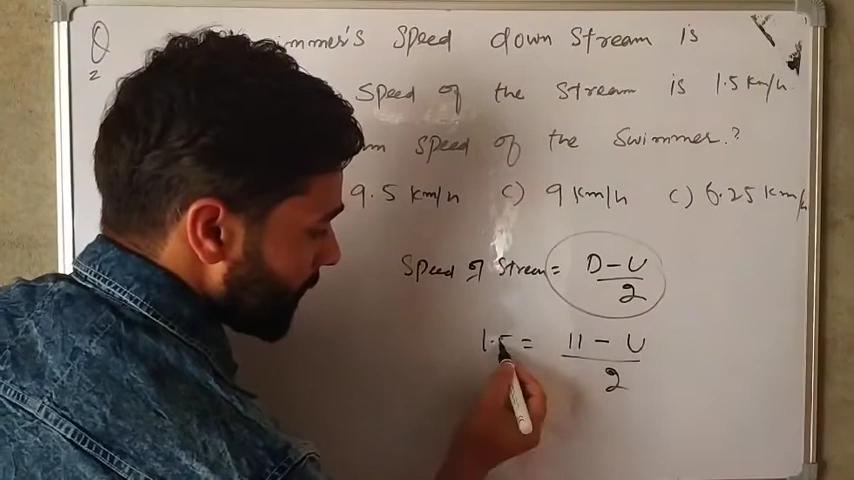 Q
2 immer's Speed down Stream is
Speed of the Stream is 1.5 Km/h.
Speed of the Swimmer.?
9.5 Km/h c) 9 Km/h c) 6.25 Km/h
Speed of Stream = D-U/2
1.5 = 11-U/2